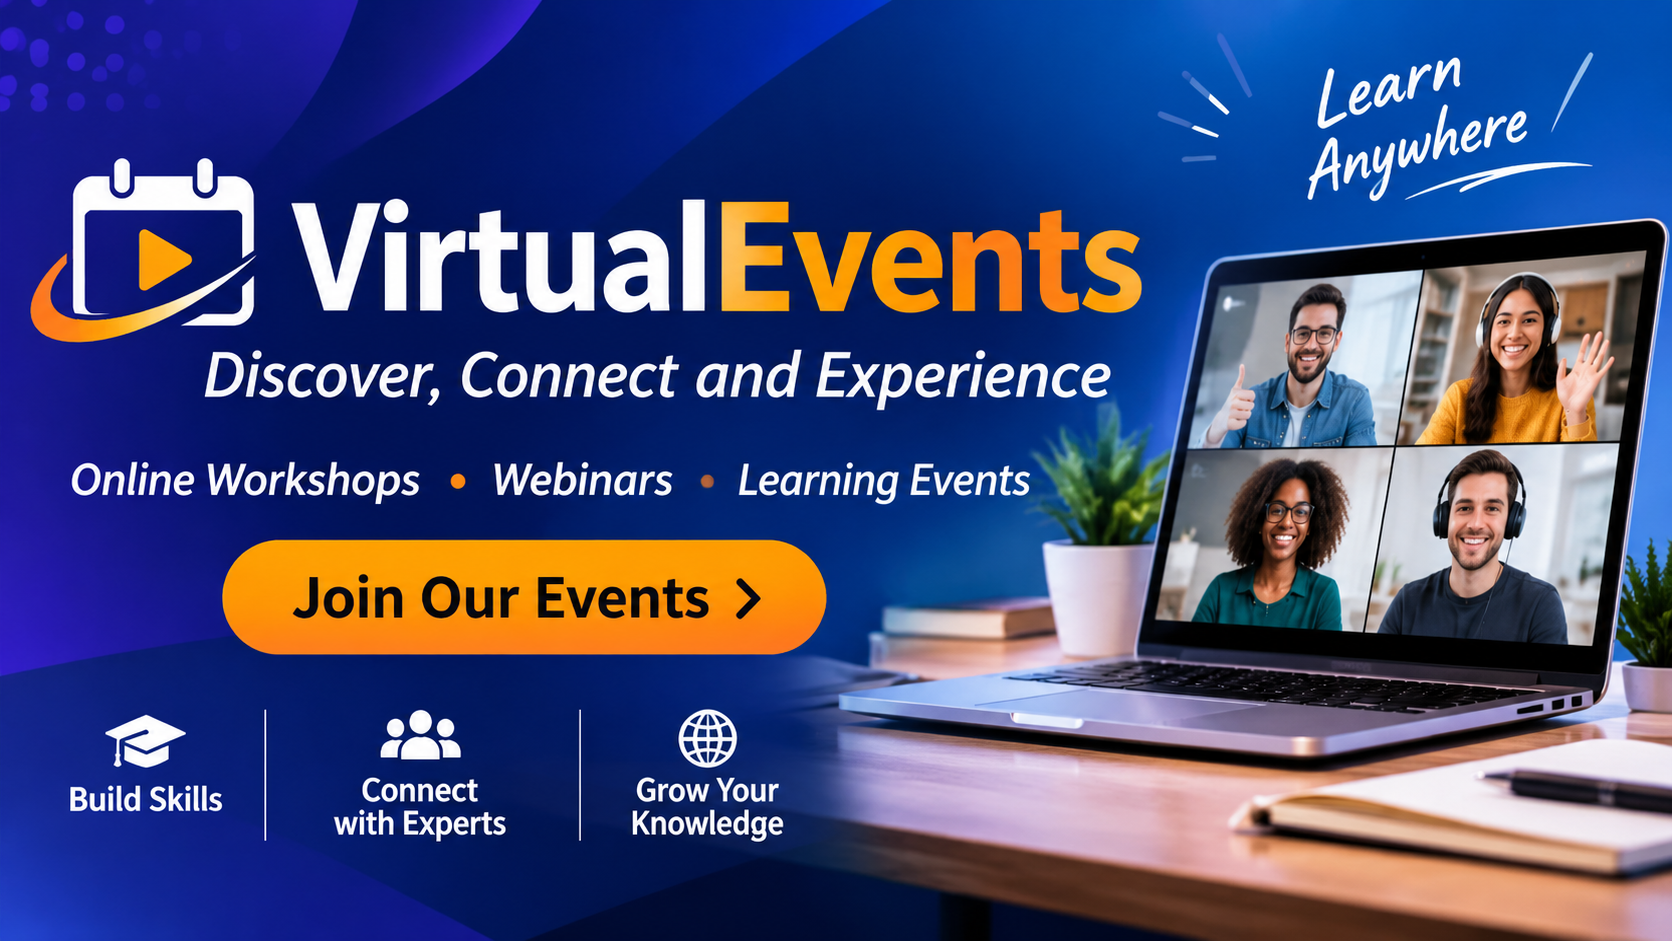 Learn
Anywhere
VirtualEvents
Discover, Connect and Experience
Online Workshops • Webinars • Learning Events
Join Our Events >
Build Skills
Connect
with Experts
Grow Your
Knowledge